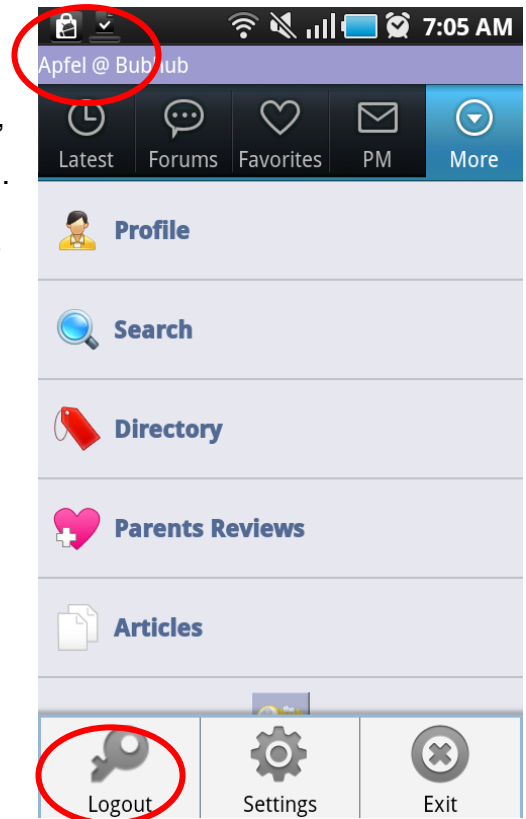 7:05 AM
Apfel @ Bubhub
Latest Forums Favorites PM More
Profile
Search
Directory
Parents Reviews
Articles
Logout Settings Exit